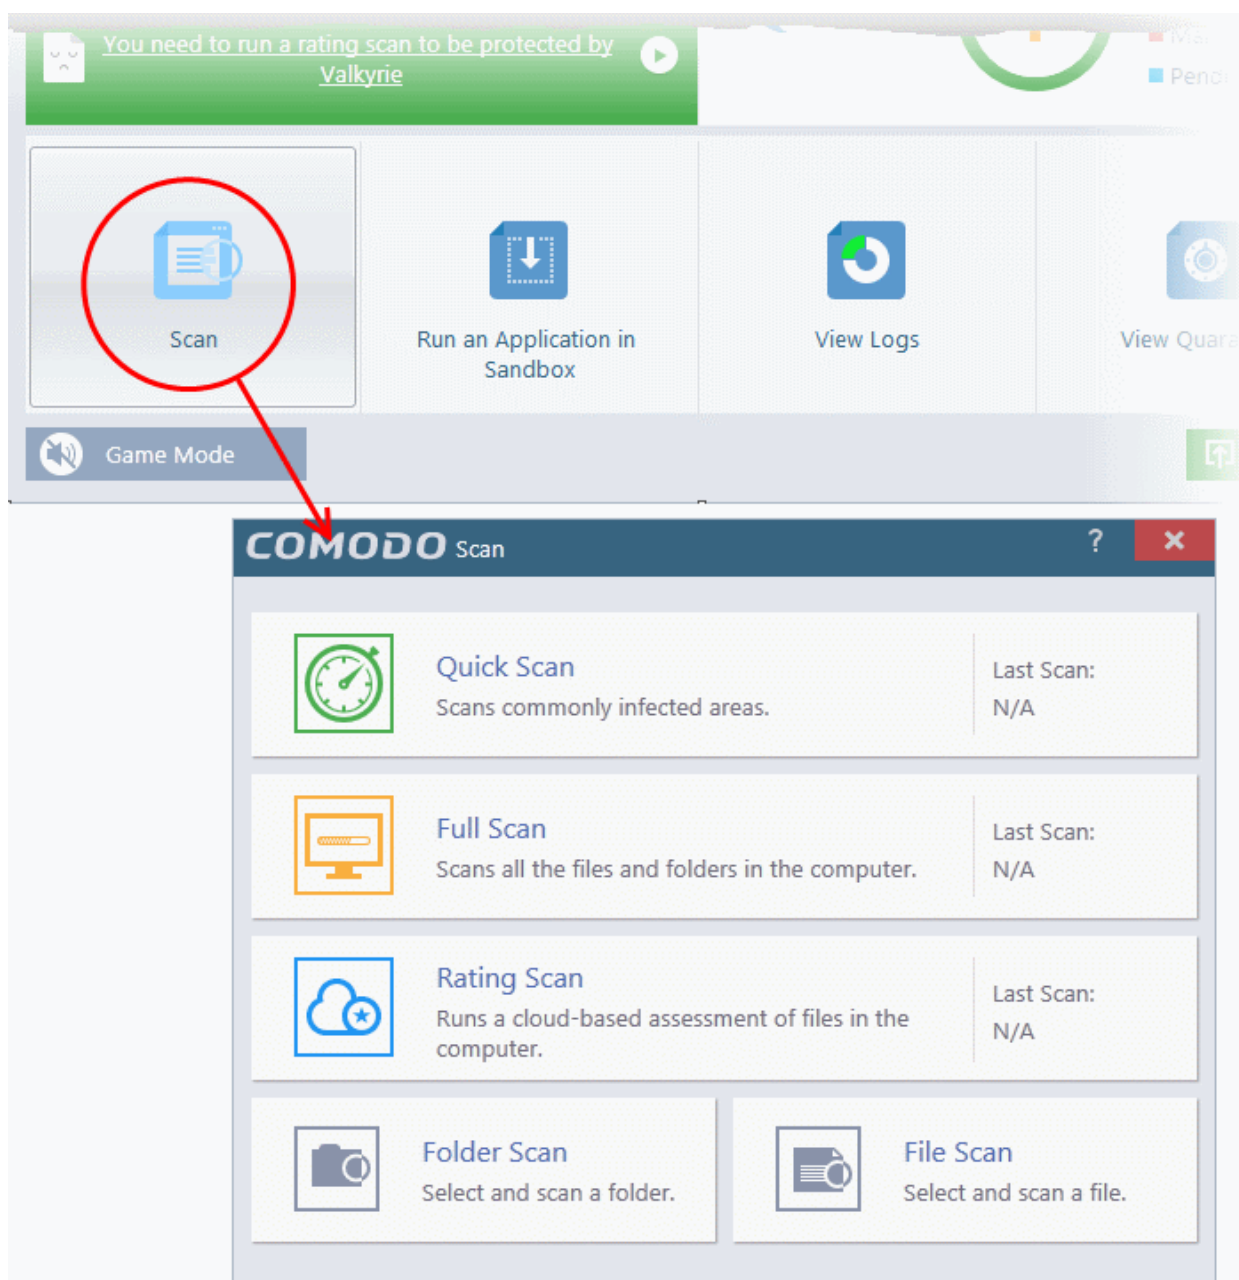 You need to run a rating scan to be protected by
Valkyrie
Scan
Run an Application in
Sandbox
View Logs
View
Game Mode
COMODO Scan
?
Quick Scan
Scans commonly infected areas.
Last Scan:
N/A
Full Scan
Scans all the files and folders in the computer.
Last Scan:
N/A
Rating Scan
Runs a cloud-based assessment of files in the
computer.
Last Scan:
N/A
Folder Scan
Select and scan a folder.
File Scan
Select and scan a file.